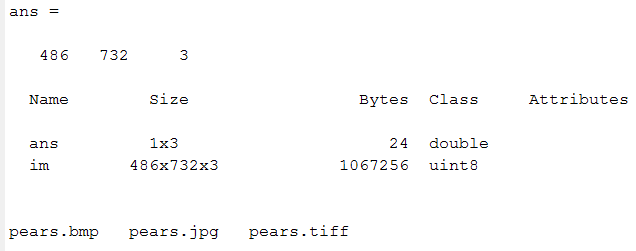 ans =
486 732 3
Name Size Bytes Class Attributes
ans 1x3 24 double
im 486x732x3 1067256 uint8
pears.bmp pears.jpg pears.tiff